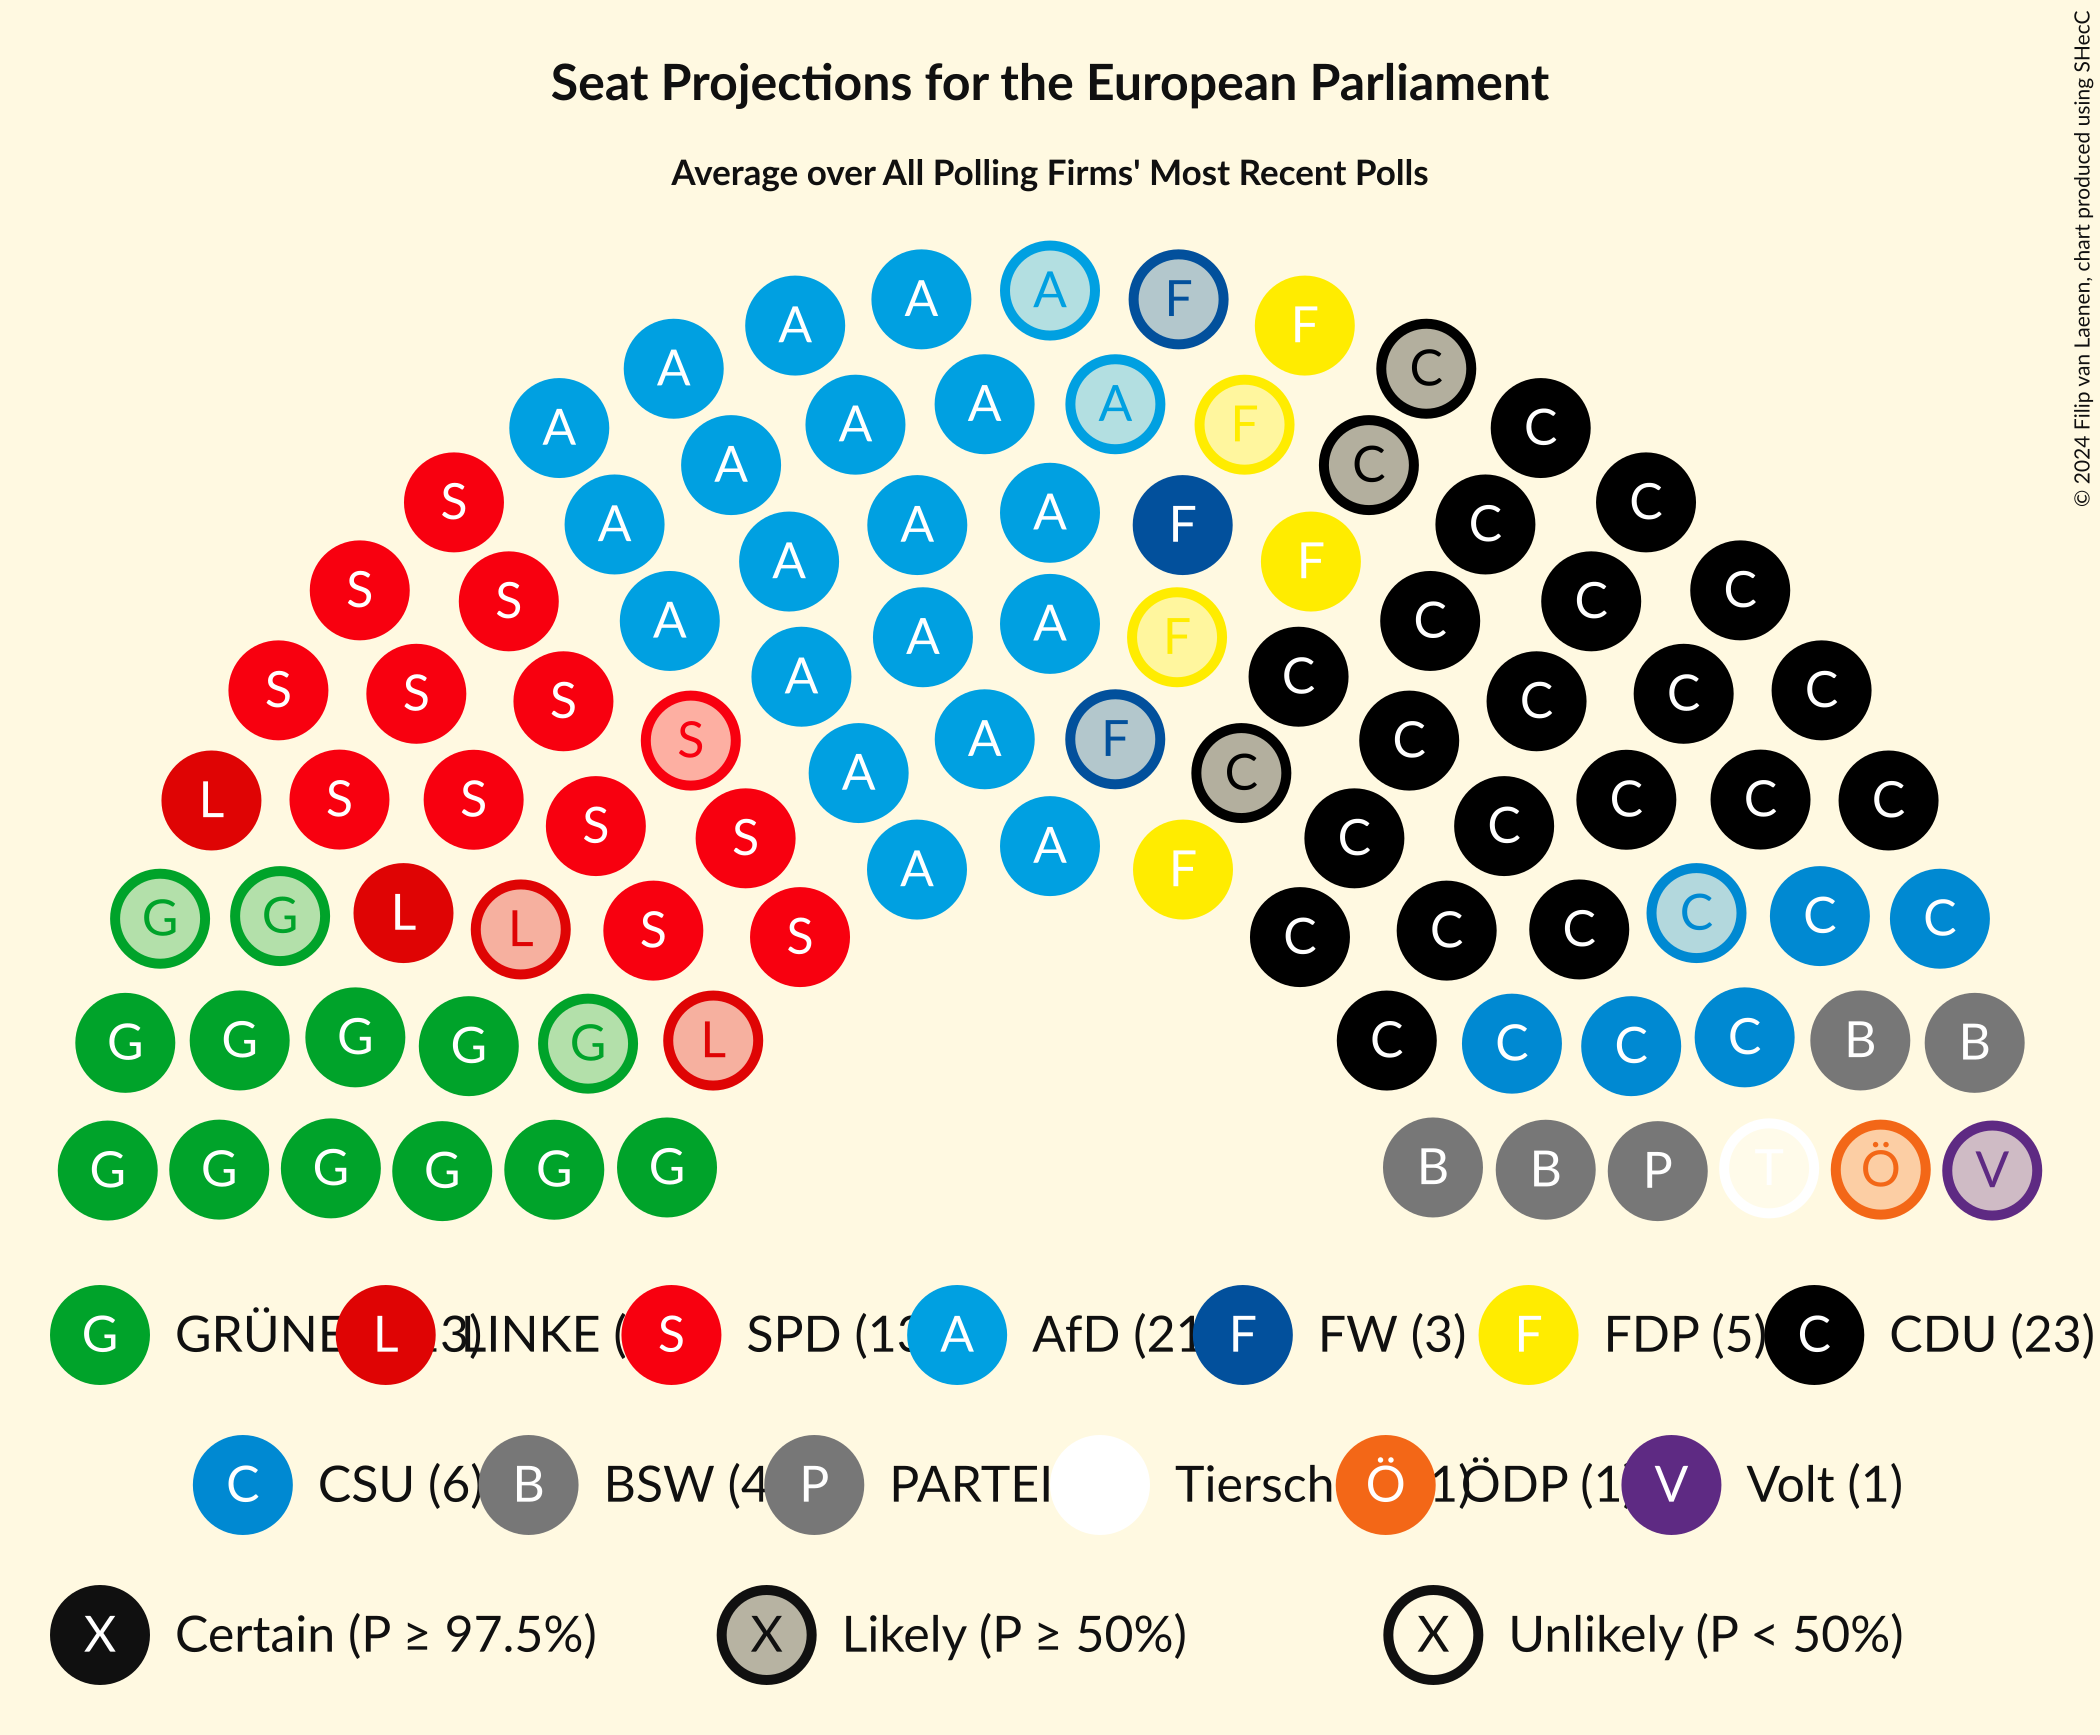 Seat Projections for the European Parliament
Average over All Polling Firms' Most Recent Polls
© 2024 Filip van Laenen, chart produced using SHecC
A A F
A F F
A A C
A A C
A A F C
A A C C
S A A F C C
A A F C
S S A A C C
A A F C
S S S A C C C
S A F C
L S S S A C C C C
S A A F C C
G G L L S S C C C C C C
G G G G G L C C C C B B
G G G G G G B B P T Ö V
G GRÜNE 3) L LINKE ( S SPD (13 A AfD (21 F FW (3) F FDP (5) C CDU (23)
C CSU (6) B BSW (4 P PARTEI Tiersch 1) Ö ÖDP (1) V Volt (1)
X Certain (P ≥ 97.5%) X Likely (P ≥ 50%) X Unlikely (P < 50%)